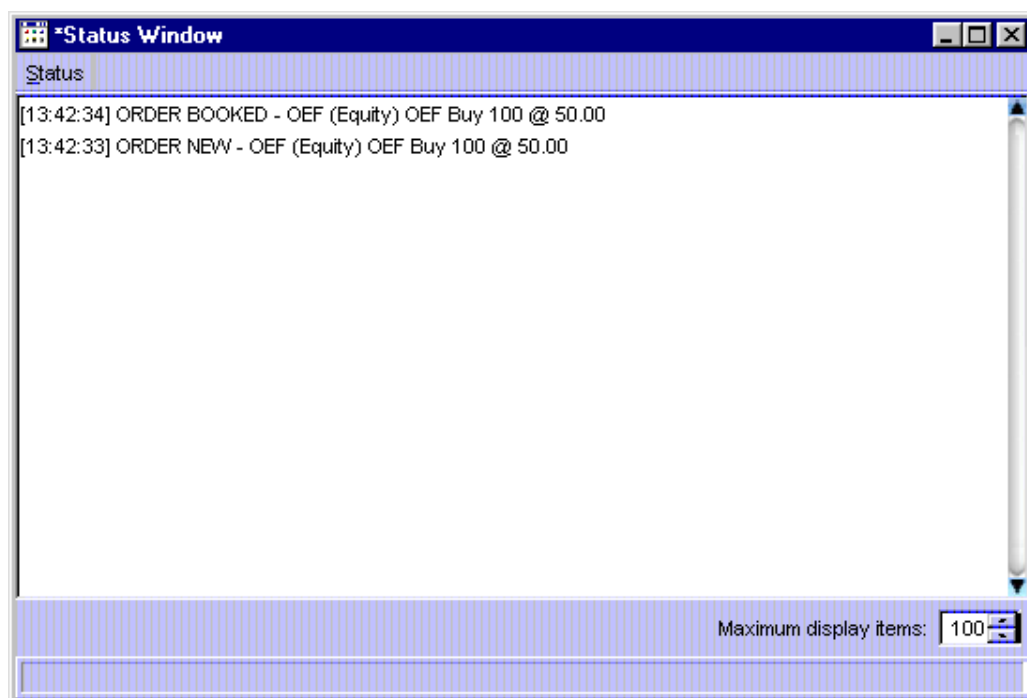 *Status Window
Status
[13:42:34] ORDER BOOKED - OEF (Equity) OEF Buy 100 @ 50.00
[13:42:33] ORDER NEW - OEF (Equity) OEF Buy 100 @ 50.00
Maximum display items: 100